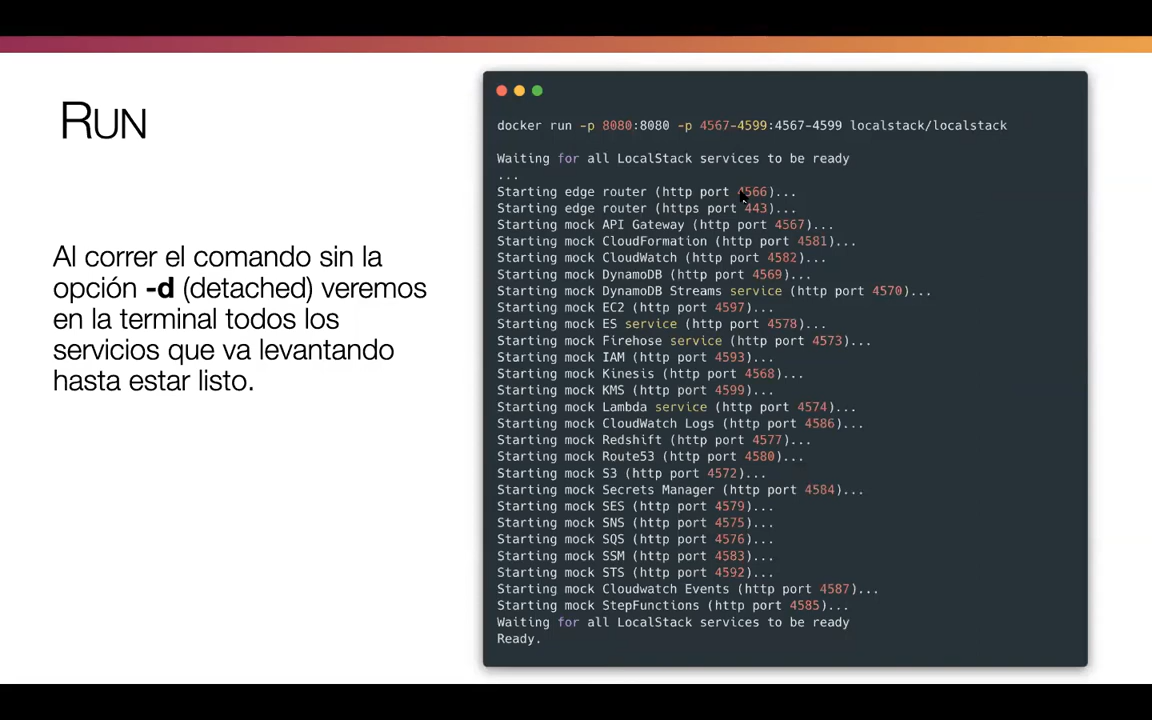 RUN
Al correr el comando sin la
opción -d (detached) veremos
en la terminal todos los
servicios que va levantando
hasta estar listo.
docker run -p 8080:8080 -p 4567-4599:4567-4599 localstack/localstack
Waiting for all LocalStack services to be ready
...
Starting edge router (http port 4566)...
Starting edge router (https port 443)...
Starting mock API Gateway (http port 4567)...
Starting mock CloudFormation (http port 4581)...
Starting mock CloudWatch (http port 4582)...
Starting mock DynamoDB (http port 4569)...
Starting mock DynamoDB Streams service (http port 4570)...
Starting mock EC2 (http port 4597)...
Starting mock ES service (http port 4578)...
Starting mock Firehose service (http port 4573)...
Starting mock IAM (http port 4593)...
Starting mock Kinesis (http port 4568)...
Starting mock KMS (http port 4599)...
Starting mock Lambda service (http port 4574)...
Starting mock CloudWatch Logs (http port 4586)...
Starting mock Redshift (http port 4577)...
Starting mock Route53 (http port 4580)...
Starting mock S3 (http port 4572)...
Starting mock Secrets Manager (http port 4584)...
Starting mock SES (http port 4579)...
Starting mock SNS (http port 4575)...
Starting mock SQS (http port 4576)...
Starting mock SSM (http port 4583)...
Starting mock STS (http port 4592)...
Starting mock Cloudwatch Events (http port 4587)...
Starting mock StepFunctions (http port 4585)...
Waiting for all LocalStack services to be ready
Ready.